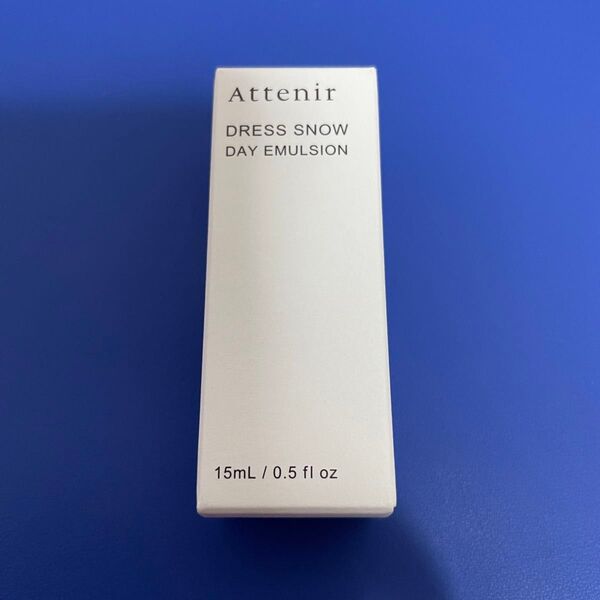 Attenir
DRESS SNOW
DAY EMULSION
15mL / 0.5 fl oz